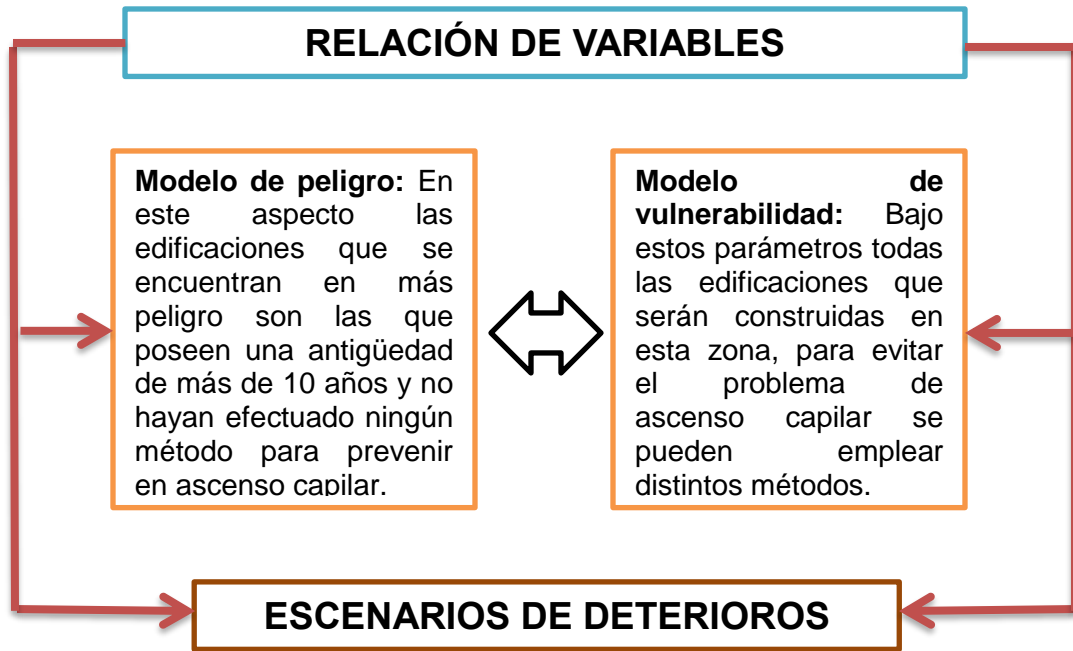 RELACIÓN DE VARIABLES
Modelo de peligro: En
este aspecto las
edificaciones que se
encuentran en más
peligro son las que
poseen una antigüedad
de más de 10 años y no
hayan efectuado ningún
método para prevenir
en ascenso capilar.
Modelo de
vulnerabilidad: Bajo
estos parámetros todas
las edificaciones que
serán construidas en
esta zona, para evitar
el problema de
ascenso capilar se
pueden emplear
distintos métodos.
ESCENARIOS DE DETERIOROS